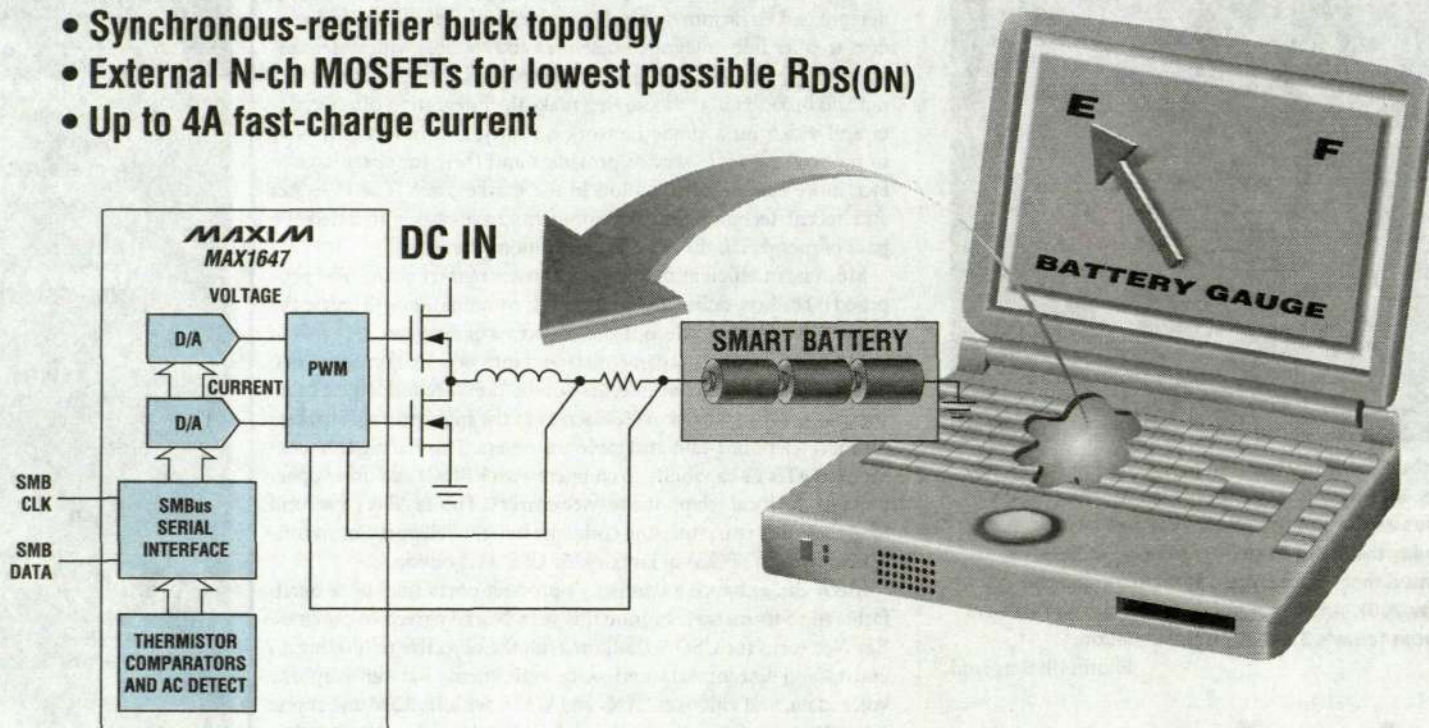 • Synchronous-rectifier buck topology
• External N-ch MOSFETs for lowest possible RDS(ON)
• Up to 4A fast-charge current
MAXIM
MAX1647
DC IN
VOLTAGE
D/A
PWM
CURRENT
D/A
SMB
CLK
SMBus
SERIAL
INTERFACE
SMB
DATA
THERMISTOR
COMPARATORS
AND AC DETECT
SMART BATTERY
E
F
BATTERY GAUGE